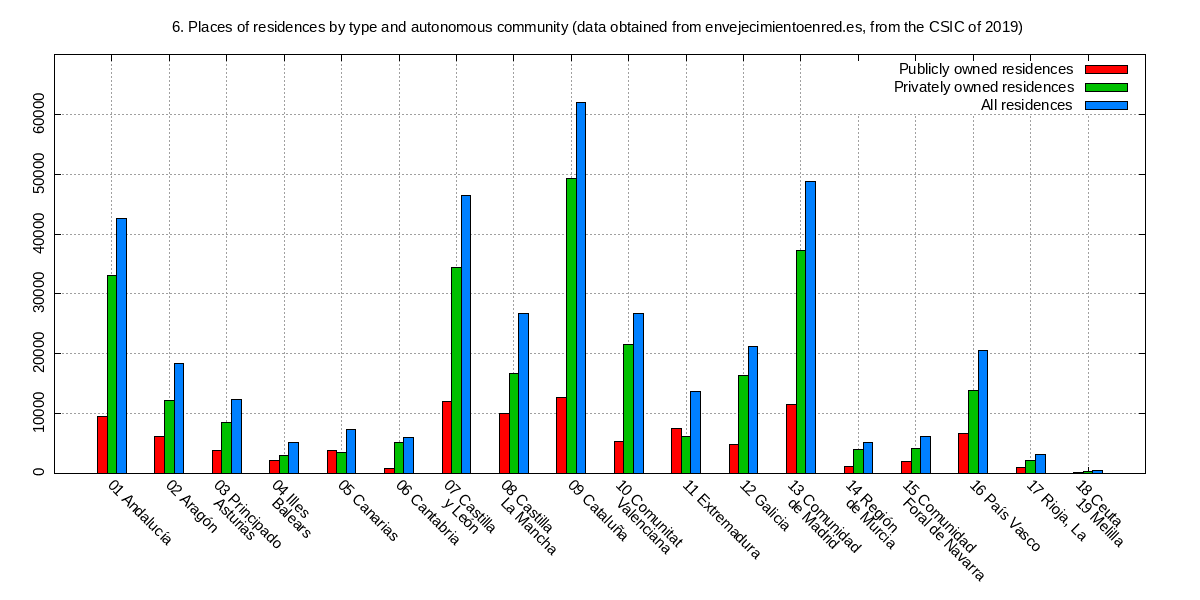 6. Places of residences by type and autonomous community (data obtained from envejecimientoenred.es, from the CSIC of 2019)
Publicly owned residences
Privately owned residences
All residences
60000
50000
40000
30000
20000
10000
0
01 Andalucía
02 Aragón
03 Principado
Asturias
04 Illes
Balears
05 Canarias
06 Cantabria
07 Castilla
y León
08 Castilla
La Mancha
09 Cataluña
10 Comunitat
Valenciana
11 Extremadura
12 Galicia
13 Comunidad
de Madrid
14 Región
de Murcia
15 Comunidad
Foral de Navarra
16 País Vasco
17 Rioja, La
18 Ceuta
19 Melilla